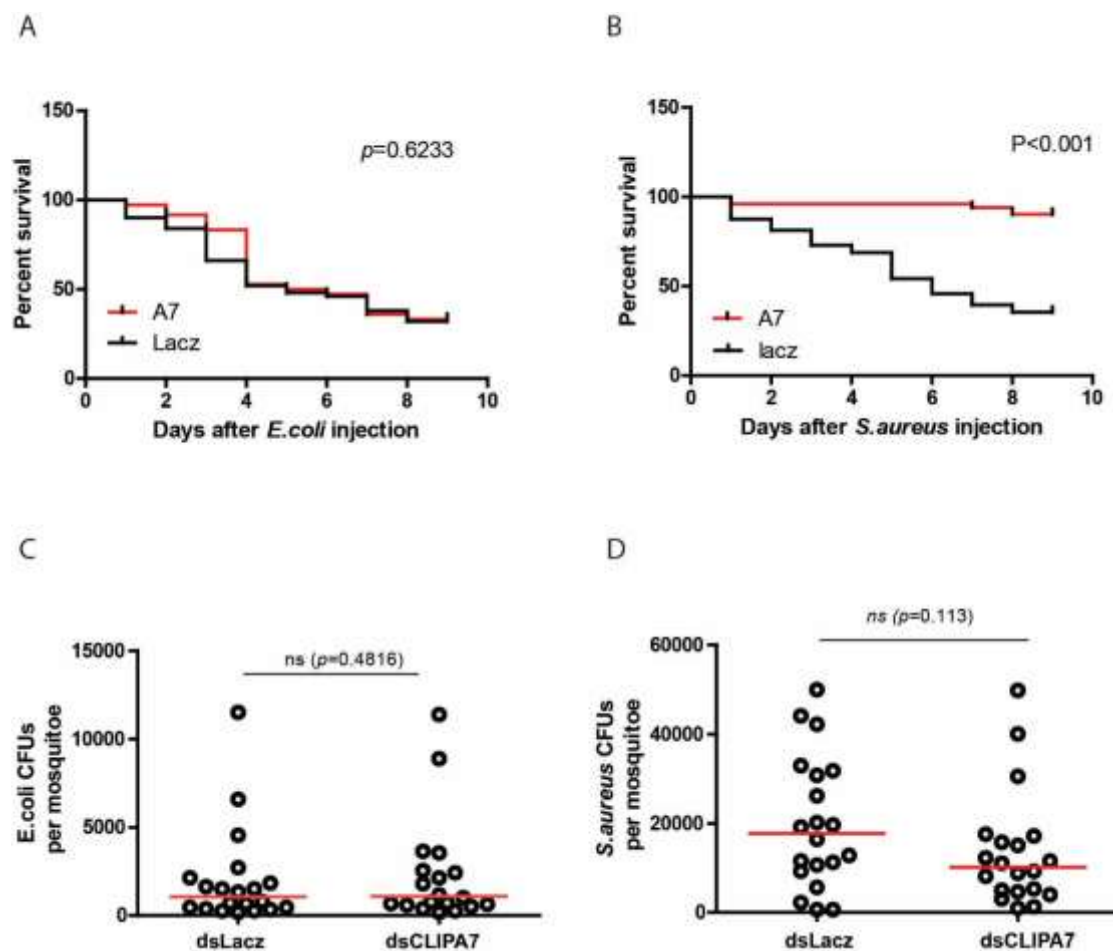 A
150
100
50
0
Percent survival
p=0.6233
A7
Lacz
0 2 4 6 8 10
Days after E.coli injection
B
150
100
50
0
Percent survival
P<0.001
A7
lacz
0 2 4 6 8 10
Days after S.aureus injection
C
15000
10000
5000
0
E.coli CFUs
per mosquitoe
ns (p=0.4816)
dsLacz dsCLIPA7
D
60000
40000
20000
0
S.aureus CFUs
per mosquitoe
ns (p=0.113)
dsLacz dsCLIPA7